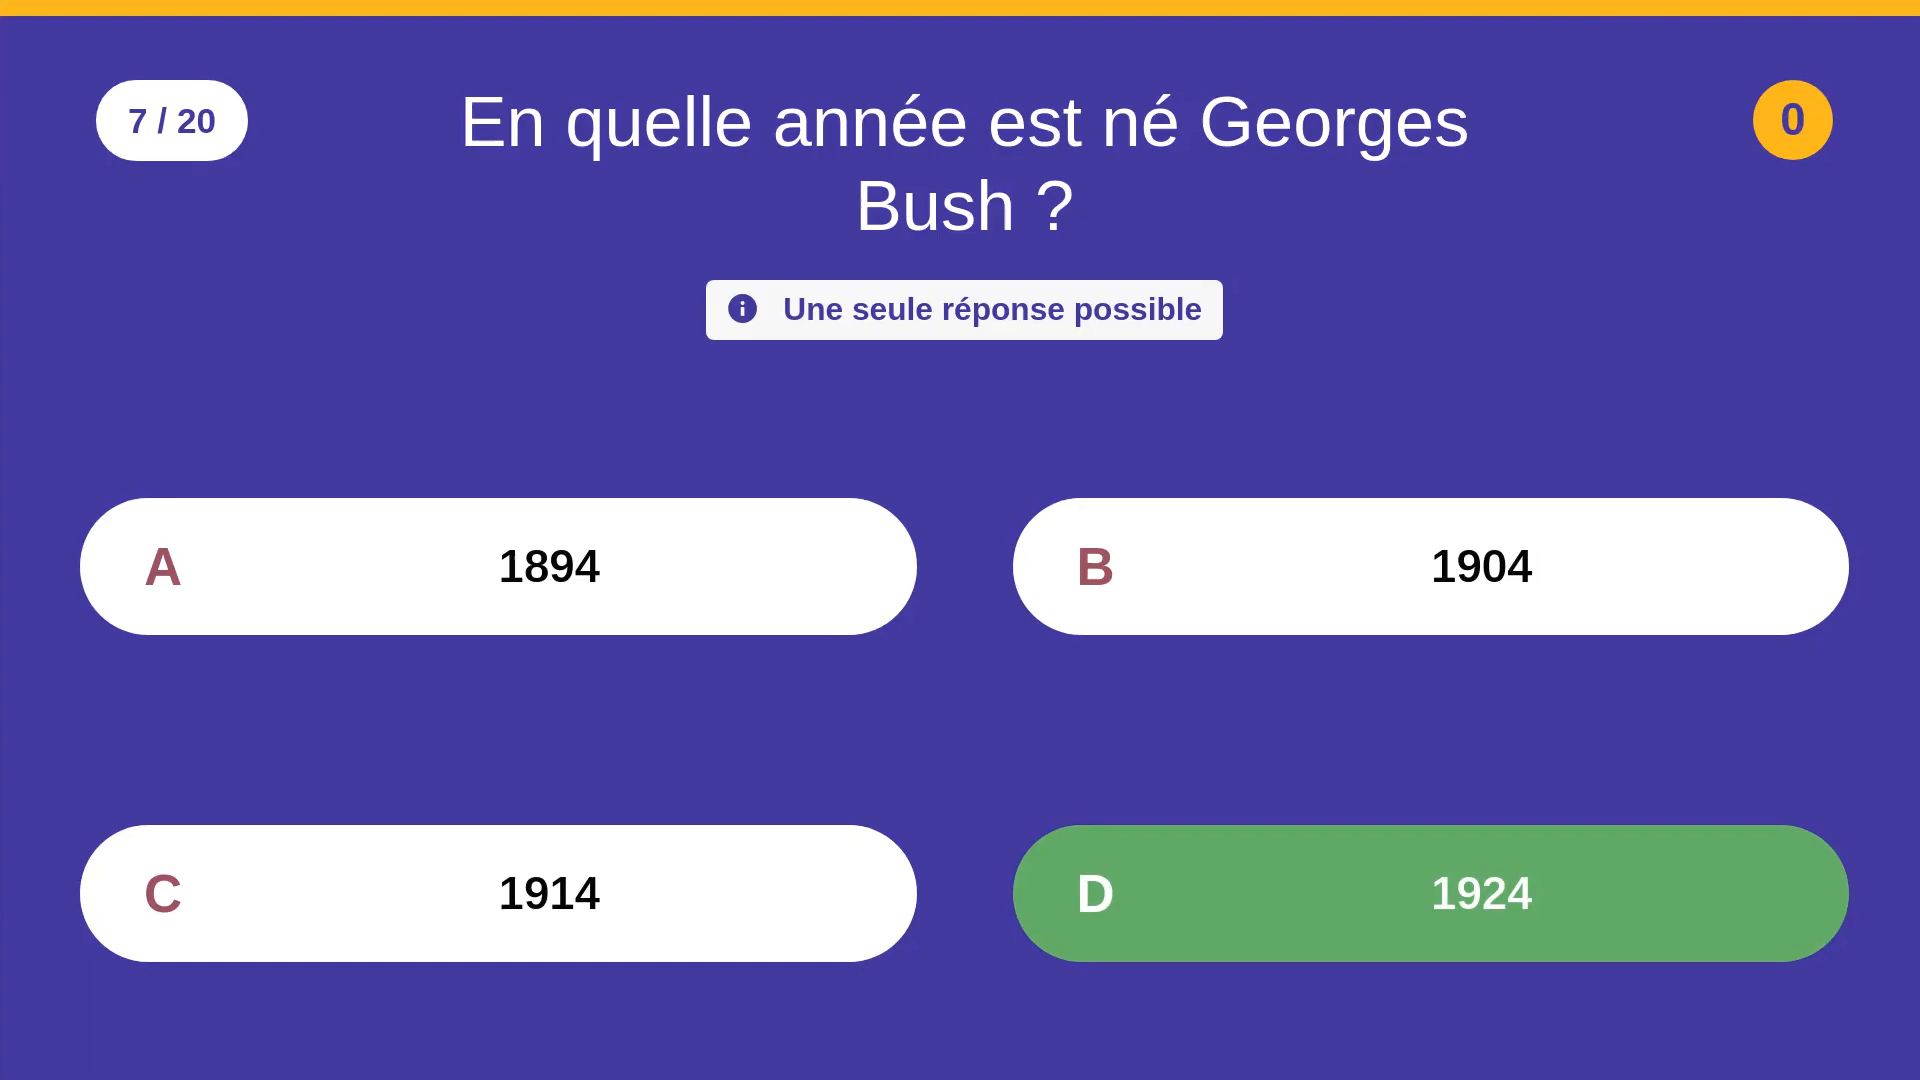 7 / 20
En quelle année est né Georges
Bush ?
0
Une seule réponse possible
A 1894
B 1904
C 1914
D 1924